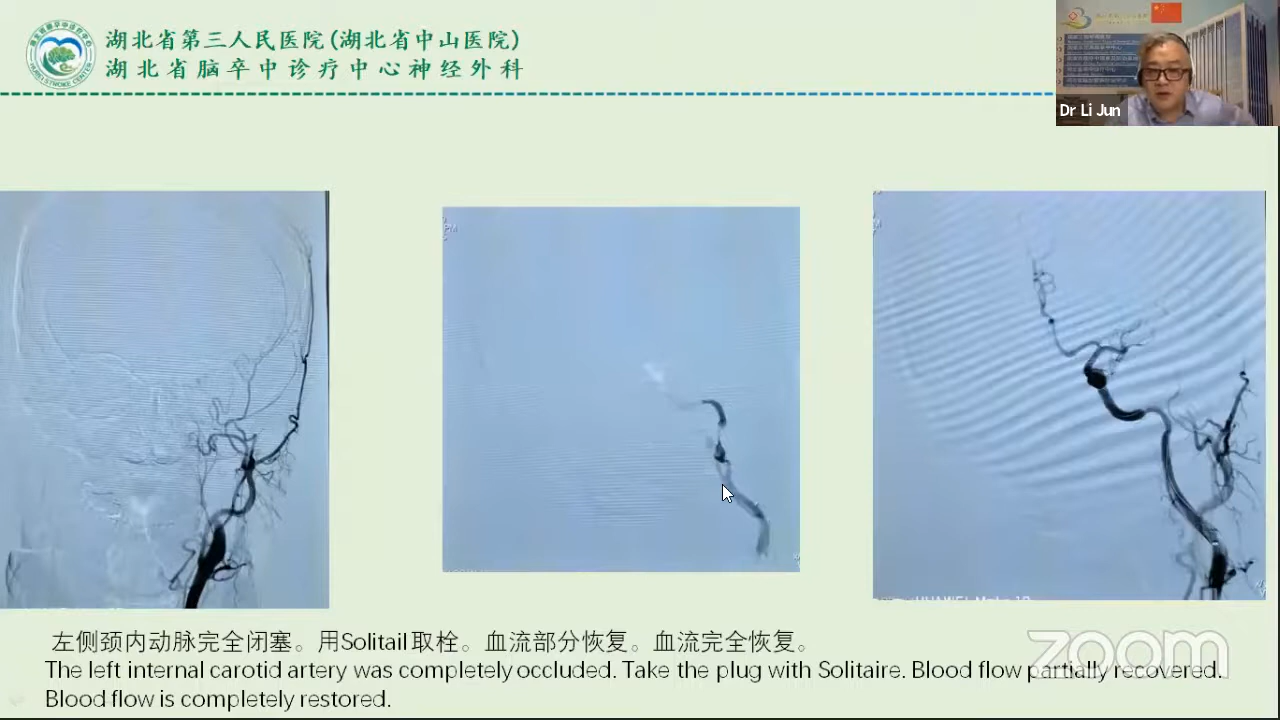 湖北省第三人民医院(湖北省中山医院)
湖北省脑卒中诊疗中心神经外科
Dr Li Jun
左侧颈内动脉完全闭塞。用Solitail取栓。血流部分恢复。血流完全恢复。
The left internal carotid artery was completely occluded. Take the plug with Solitaire. Blood flow partially recovered.
Blood flow is completely restored.
zoom